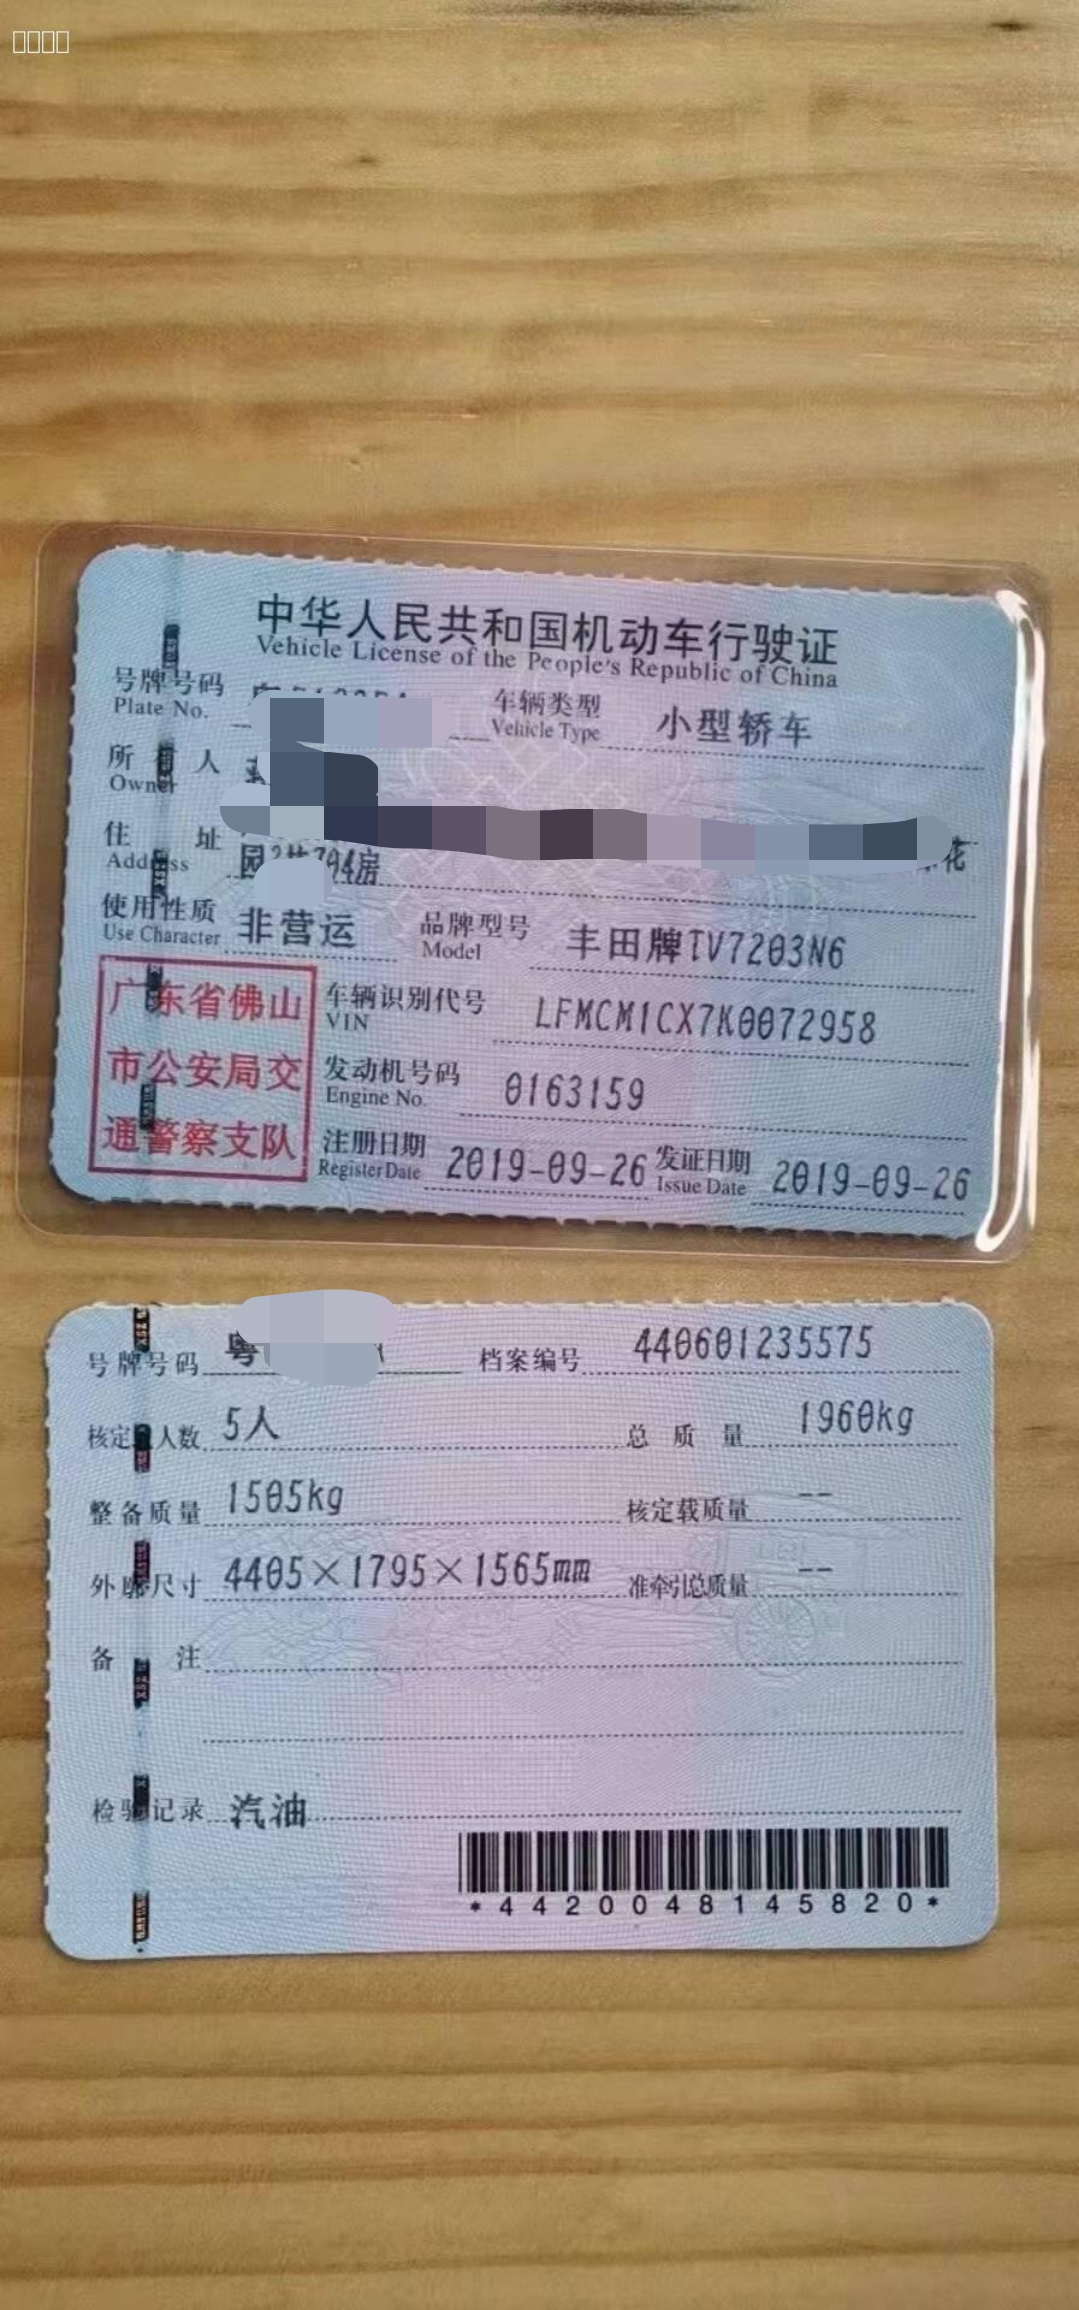 中华人民共和国机动车行驶证
Vehicle License of the People's Republic of China
号牌号码 车辆类型 小型轿车
Plate No. Vehicle Type
所 人
Owner
住 址 花
Address 园 房
使用性质 非营运 品牌型号 丰田牌TV7203N6
Use Character Model
广东省佛山
市公安局交
通警察支队
车辆识别代号 LFMCM1CX7K0072958
VIN
发动机号码 0163159
Engine No.
注册日期 2019-09-26 发证日期 2019-09-26
Register Date Issue Date
号牌号码 粤 档案编号 440601235575
核定 人数 5人 总质量 1960kg
整备质量 1505kg 核定载质量 --
外廓尺寸 4405×1795×1565mm 准牵引总质量 --
备 注
检验记录 汽油
*4420048145820*